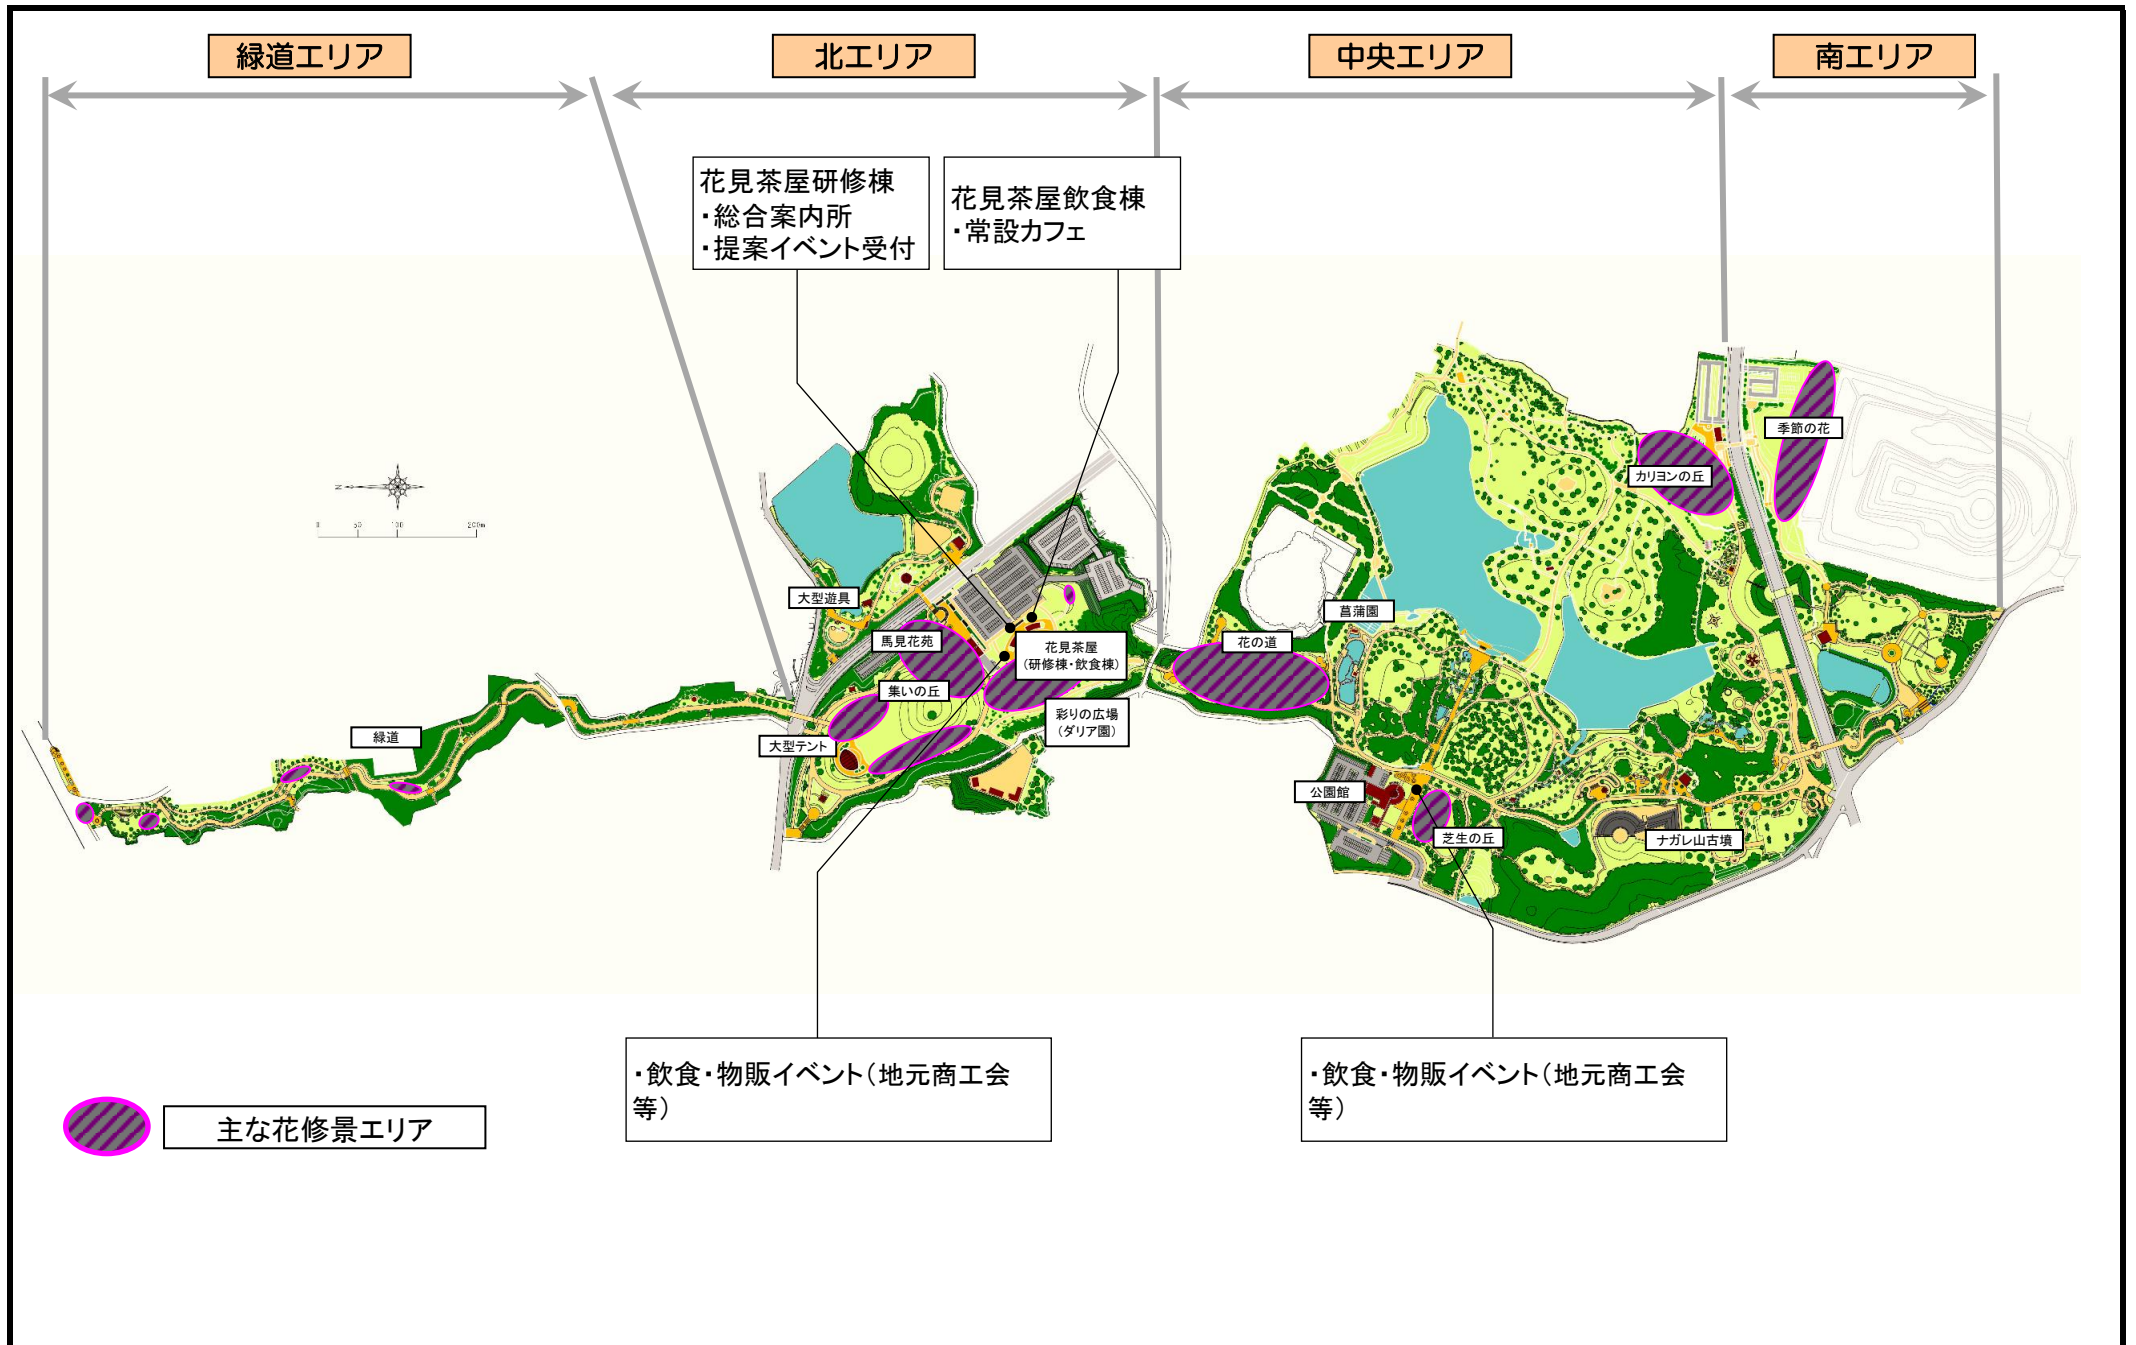 緑道エリア
北エリア
中央エリア
南エリア
花見茶屋研修棟
・総合案内所
・提案イベント受付
花見茶屋飲食棟
・常設カフェ
季節の花
カリヨンの丘
N
0 50 100 200m
大型遊具
菖蒲園
馬見花苑
花見茶屋
(研修棟・飲食棟)
花の道
集いの丘
彩りの広場
(ダリア園)
緑道
大型テント
公園館
芝生の丘
ナガレ山古墳
・飲食・物販イベント(地元商工会
等)
・飲食・物販イベント(地元商工会
等)
主な花修景エリア